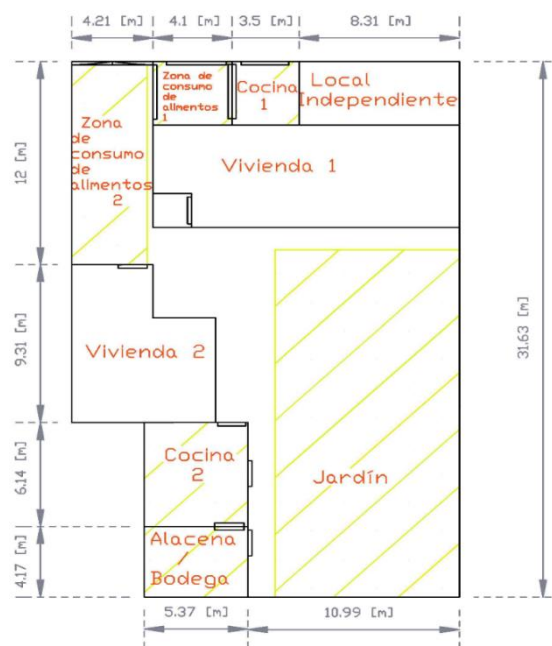 4.21 [m]
4.1 [m]
3.5 [m]
8.31 [m]
Zona de
consumo
de
alimentos
1
Cocina
1
Local
Independiente
Zona
de
consumo
de
alimentos
2
Vivienda 1
12 [m]
31.63 [m]
9.31 [m]
Vivienda 2
6.14 [m]
Cocina
2
Jardín
4.17 [m]
Alacena
/
Bodega
5.37 [m]
10.99 [m]